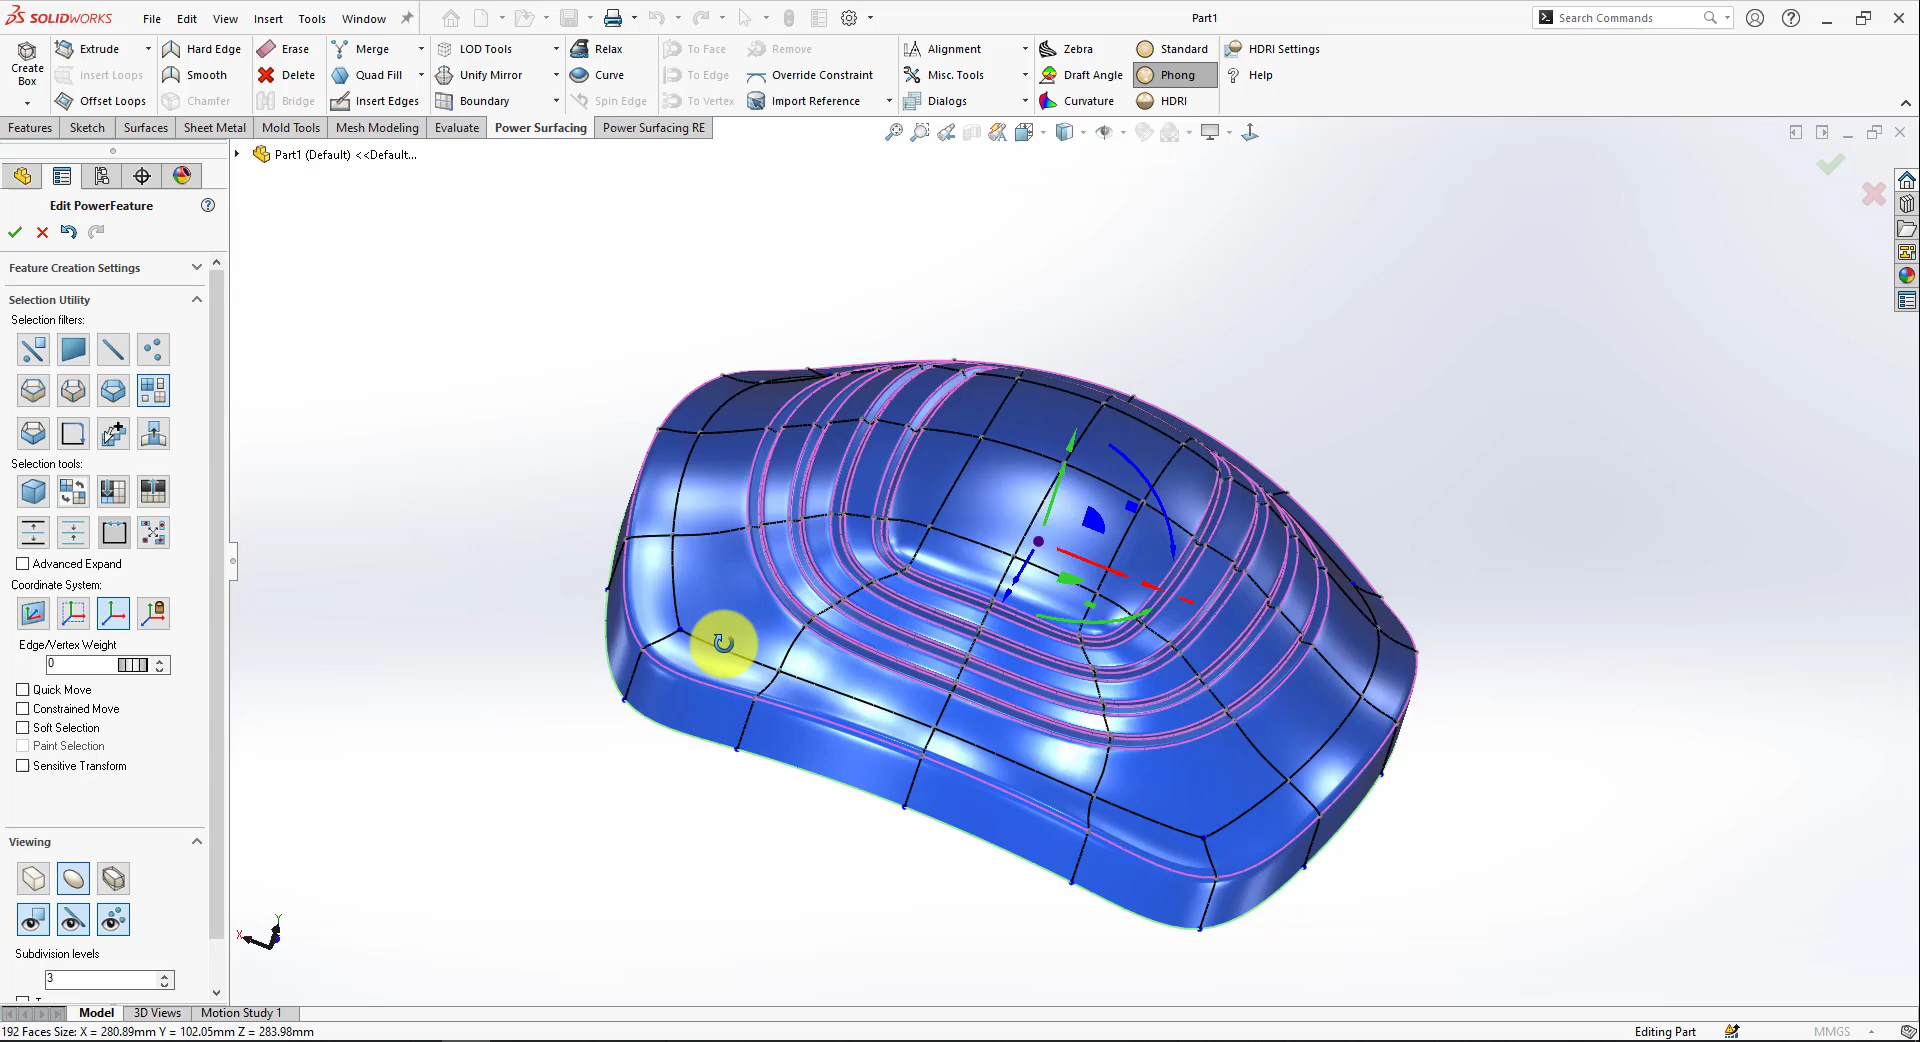 SOLIDWORKS File Edit View Insert Tools Window Part1 Search Commands
Create Box
Extrude Hard Edge Erase Merge LOD Tools Relax To Face Remove Alignment Zebra Standard HDRI Settings
Insert Loops Smooth Delete Quad Fill Unify Mirror Curve To Edge Override Constraint Misc. Tools Draft Angle Phong Help
Offset Loops Chamfer Bridge Insert Edges Boundary Spin Edge To Vertex Import Reference Dialogs Curvature HDRI
Features Sketch Surfaces Sheet Metal Mold Tools Mesh Modeling Evaluate Power Surfacing Power Surfacing RE
Part1 (Default) <<Default...
Edit PowerFeature
Feature Creation Settings
Selection Utility
Selection filters:
Selection tools:
Advanced Expand
Coordinate System:
Edge/Vertex Weight
0
Quick Move
Constrained Move
Soft Selection
Paint Selection
Sensitive Transform
Viewing
Subdivision levels
3
Y
X
Model 3D Views Motion Study 1
192 Faces Size: X = 280.89mm Y = 102.05mm Z = 283.98mm Editing Part MMGS